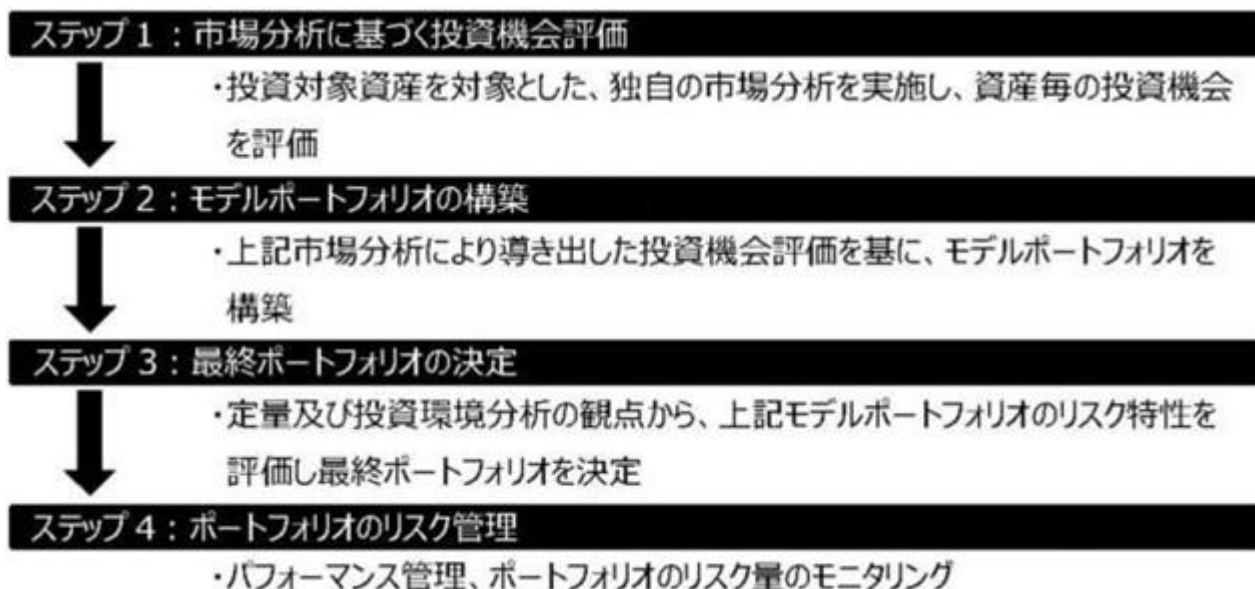 ステップ1：市場分析に基づく投資機会評価
・投資対象資産を対象とした、独自の市場分析を実施し、資産毎の投資機会
を評価
ステップ2：モデルポートフォリオの構築
・上記市場分析により導き出した投資機会評価を基に、モデルポートフォリオを
構築
ステップ3：最終ポートフォリオの決定
・定量及び投資環境分析の観点から、上記モデルポートフォリオのリスク特性を
評価し最終ポートフォリオを決定
ステップ4：ポートフォリオのリスク管理
・パフォーマンス管理、ポートフォリオのリスク量のモニタリング